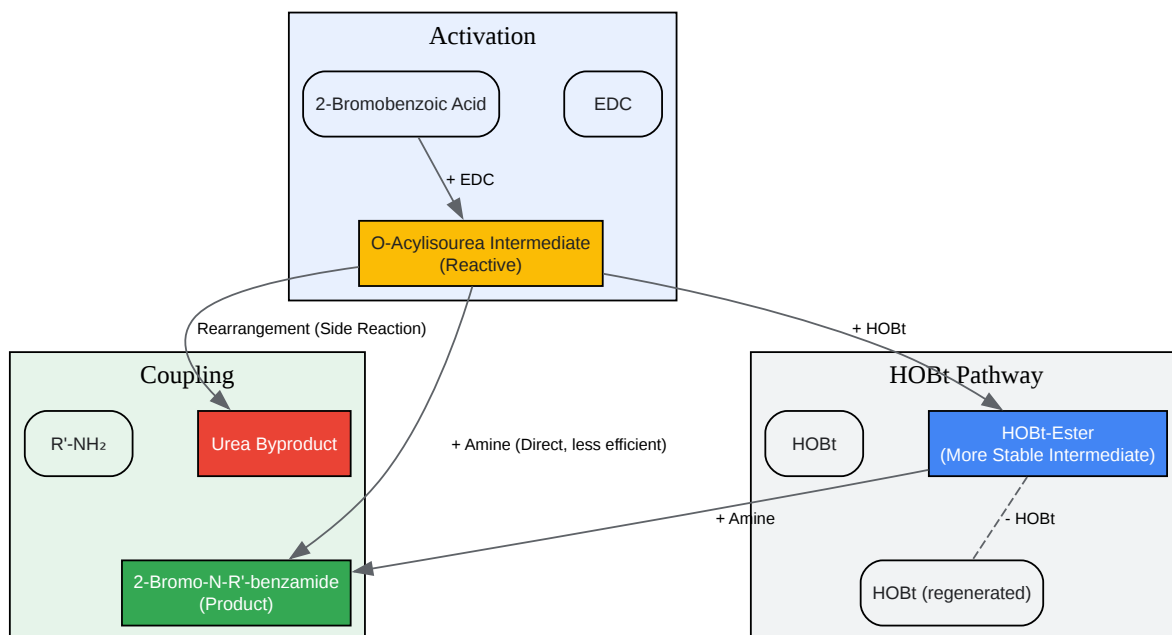 Activation
2-Bromobenzoic Acid
EDC
+ EDC
O-Acylisourea Intermediate
(Reactive)
Rearrangement (Side Reaction)
+ HOBt
Coupling
HOBt Pathway
R'-NH₂
Urea Byproduct
+ Amine (Direct, less efficient)
HOBt
HOBt-Ester
(More Stable Intermediate)
+ Amine
- HOBt
2-Bromo-N-R'-benzamide
(Product)
HOBt (regenerated)